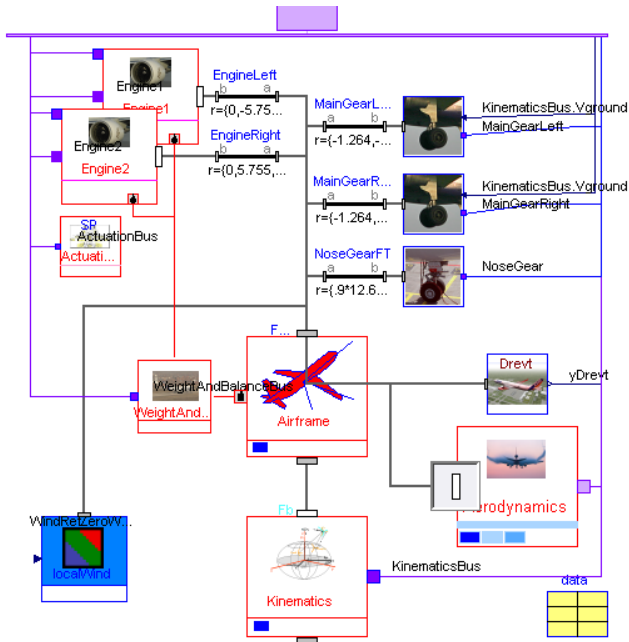 EngineLeft
b a
r={0,-5.75...
Engine1
Engine1
MainGearL...
a b
r={-1.264,-...
KinematicsBus.Vground
MainGearLeft
EngineRight
b a
r={0,5.755,...
Engine2
Engine2
MainGearR...
a b
r={-1.264,...
KinematicsBus.Vground
MainGearRight
SP
ActuationBus
Actuati...
NoseGearFT
a b
r={.9*12.6...
NoseGear
F...
WeightAndBalanceBus
WeightAnd...
Airframe
Drevt
yDrevt
Aerodynamics
Fb
WindRetZeroW...
localWind
Kinematics
KinematicsBus
data